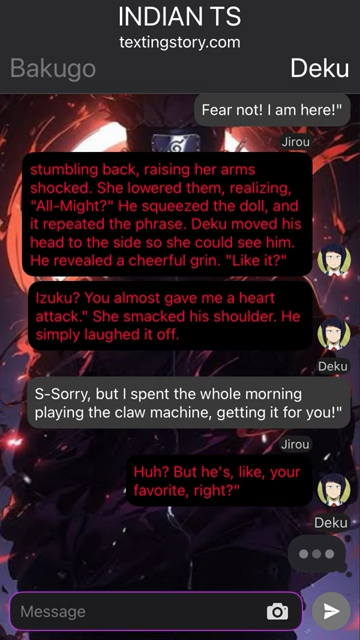 INDIAN TS
textingstory.com
Bakugo
Deku
Fear not! I am here!"
Jirou
stumbling back, raising her arms
shocked. She lowered them, realizing,
"All-Might?" He squeezed the doll, and
it repeated the phrase. Deku moved his
head to the side so she could see him.
He revealed a cheerful grin. "Like it?"
Izuku? You almost gave me a heart
attack." She smacked his shoulder. He
simply laughed it off.
Deku
S-Sorry, but I spent the whole morning
playing the claw machine, getting it for you!"
Jirou
Huh? But he's, like, your
favorite, right?"
Deku
Message